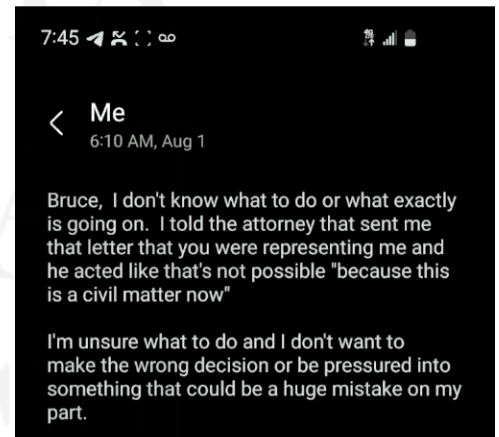 7:45
Me
6:10 AM, Aug 1
Bruce,  I don't know what to do or what exactly
is going on.  I told the attorney that sent me
that letter that you were representing me and
he acted like that's not possible "because this
is a civil matter now"
I'm unsure what to do and I don't want to
make the wrong decision or be pressured into
something that could be a huge mistake on my
part.